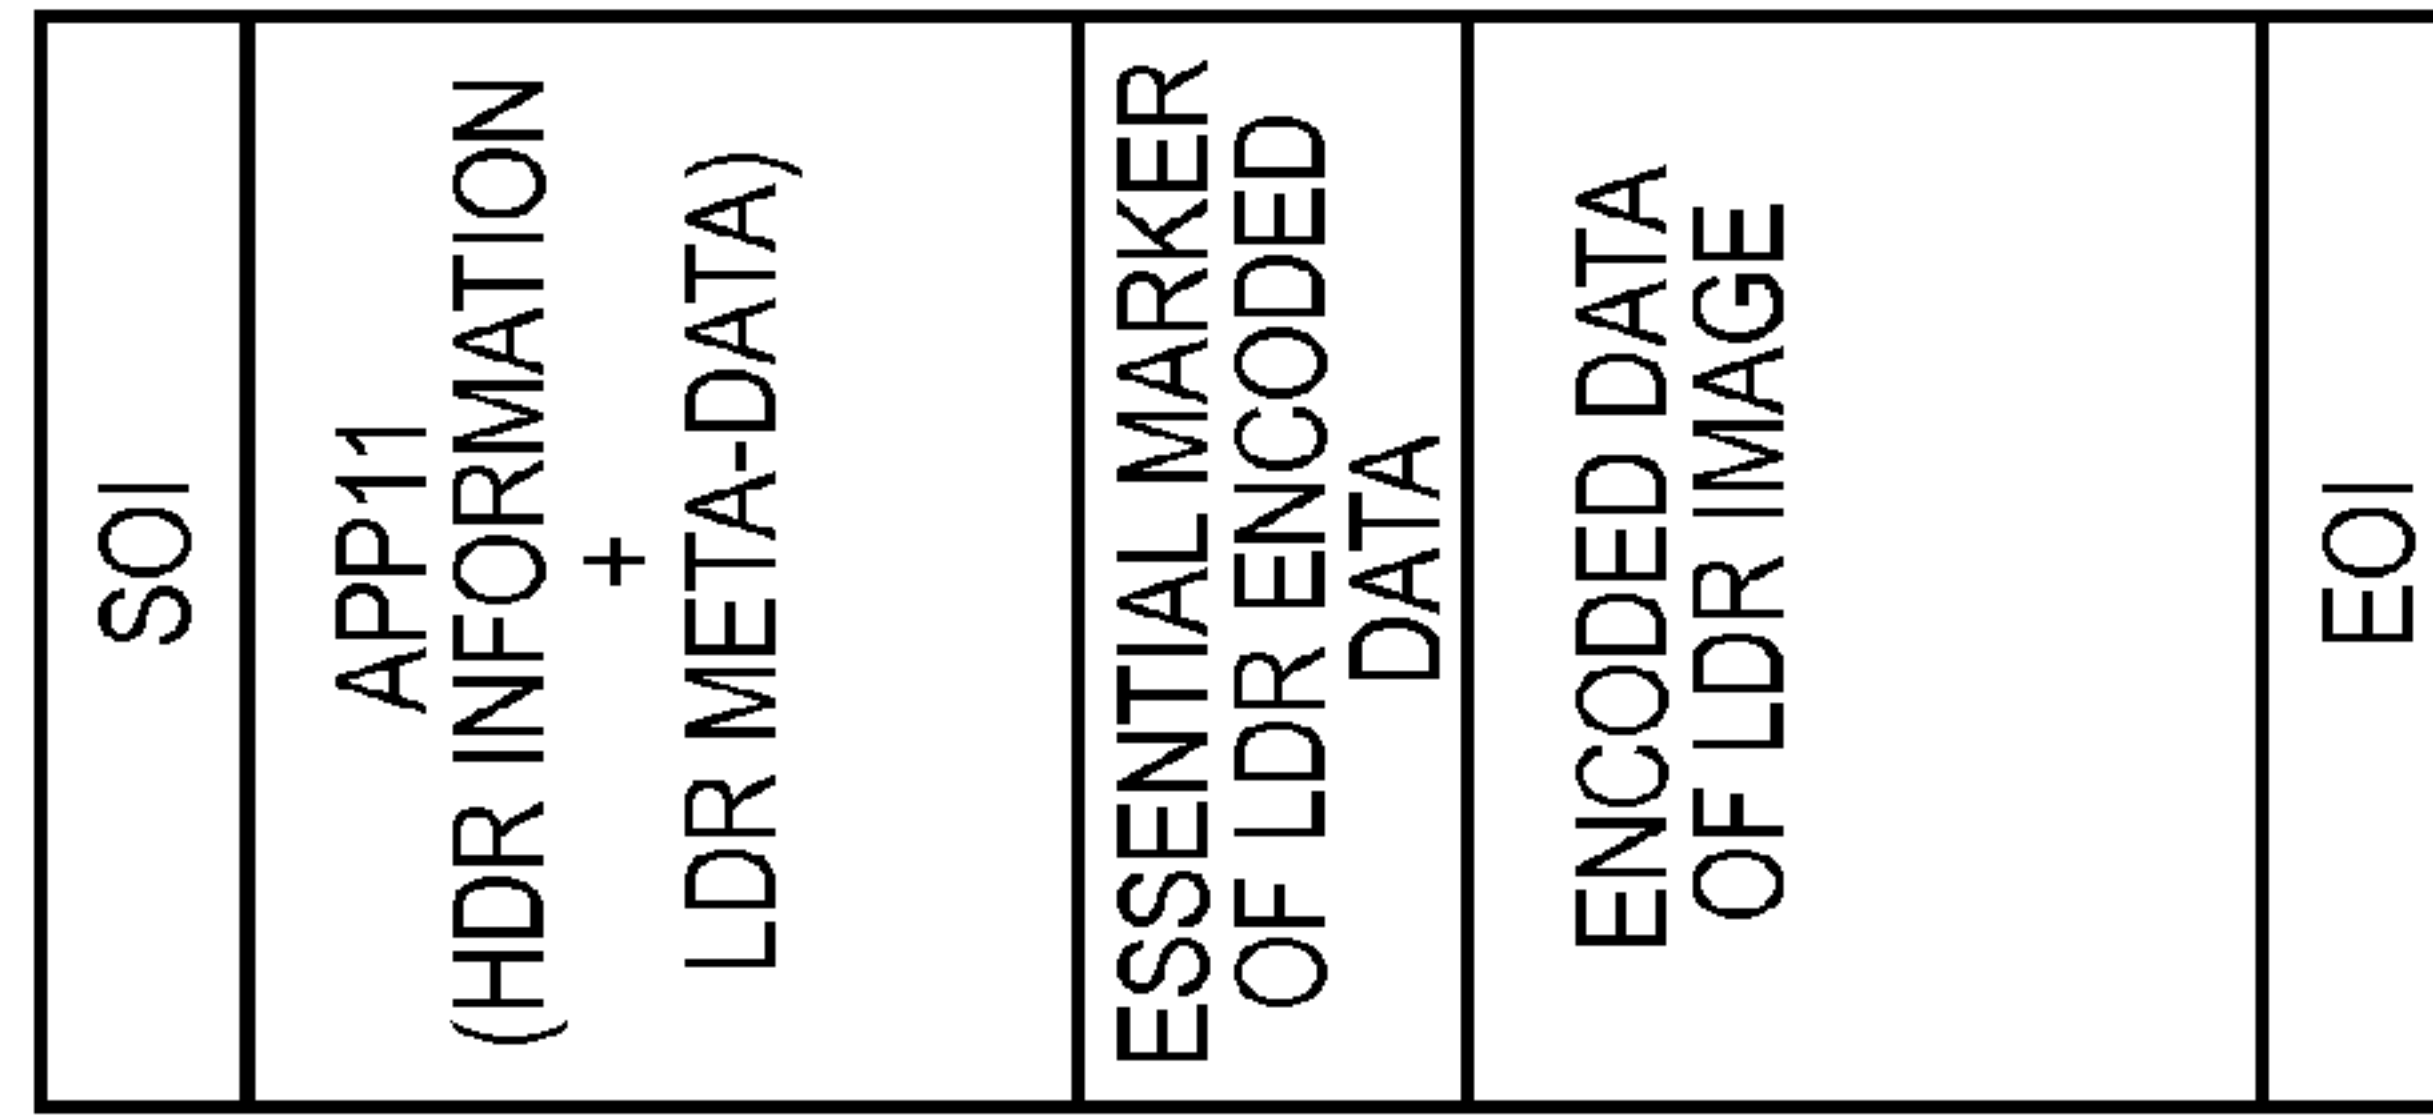 SOI
APP11
(HDR INFORMATION
+
LDR META-DATA)
ESSENTIAL MARKER
OF LDR ENCODED
DATA
ENCODED DATA
OF LDR IMAGE
EOI